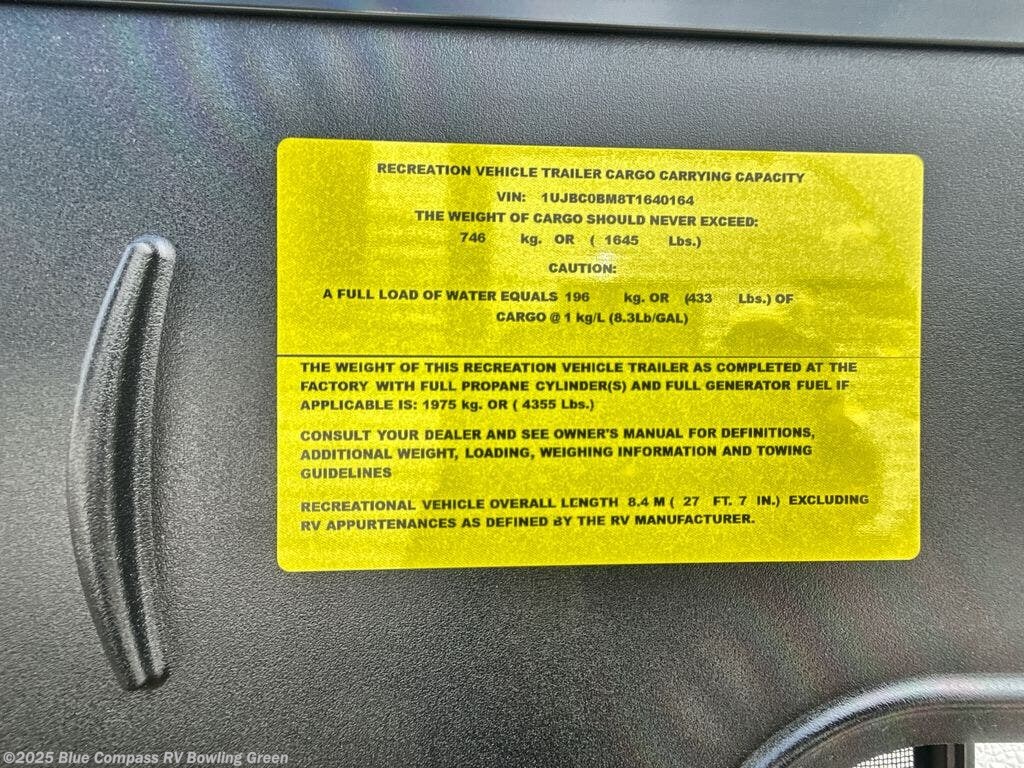 RECREATION VEHICLE TRAILER CARGO CARRYING CAPACITY
VIN: 1UJBC0BM8T1640164
THE WEIGHT OF CARGO SHOULD NEVER EXCEED:
746 kg. OR ( 1645 Lbs.)
CAUTION:
A FULL LOAD OF WATER EQUALS 196 kg. OR (433 Lbs.) OF
CARGO @ 1 kg/L (8.3Lb/GAL)
THE WEIGHT OF THIS RECREATION VEHICLE TRAILER AS COMPLETED AT THE
FACTORY WITH FULL PROPANE CYLINDER(S) AND FULL GENERATOR FUEL IF
APPLICABLE IS: 1975 kg. OR ( 4355 Lbs.)
CONSULT YOUR DEALER AND SEE OWNER'S MANUAL FOR DEFINITIONS,
ADDITIONAL WEIGHT, LOADING, WEIGHING INFORMATION AND TOWING
GUIDELINES
RECREATIONAL VEHICLE OVERALL LENGTH 8.4 M ( 27 FT. 7 IN.) EXCLUDING
RV APPURTENANCES AS DEFINED BY THE RV MANUFACTURER.
©2025 Blue Compass RV Bowling Green